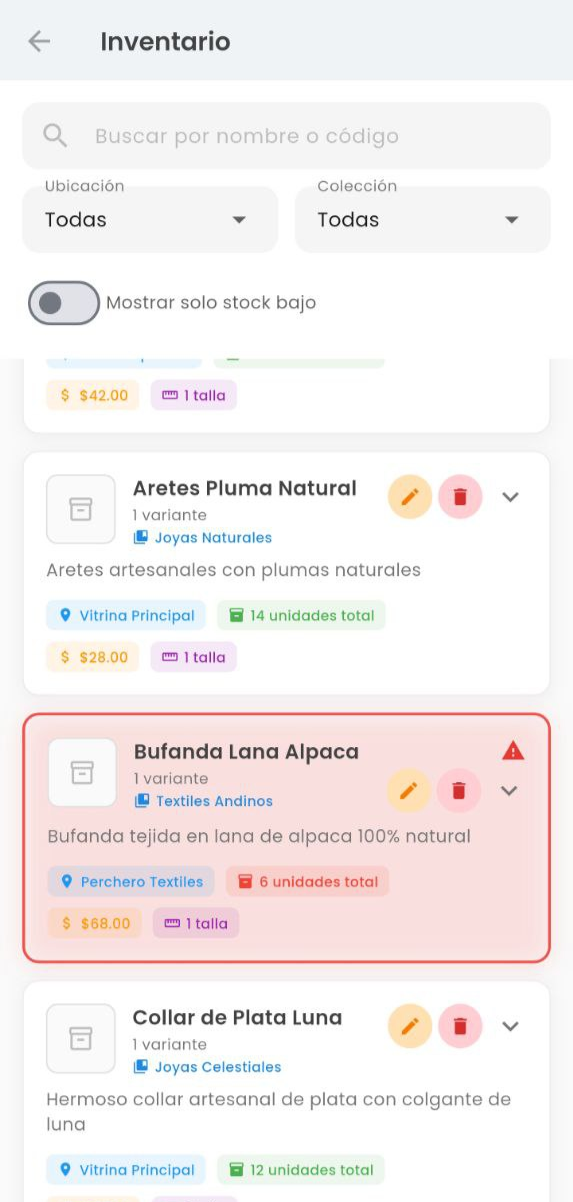 Inventario
Buscar por nombre o código
Ubicación
Colección
Todas
Todas
Mostrar solo stock bajo
$ $42.00
1 talla
Aretes Pluma Natural
1 variante
Joyas Naturales
Aretes artesanales con plumas naturales
Vitrina Principal
14 unidades total
$ $28.00
1 talla
Bufanda Lana Alpaca
1 variante
Textiles Andinos
Bufanda tejida en lana de alpaca 100% natural
Perchero Textiles
6 unidades total
$ $68.00
1 talla
Collar de Plata Luna
1 variante
Joyas Celestiales
Hermoso collar artesanal de plata con colgante de
luna
Vitrina Principal
12 unidades total